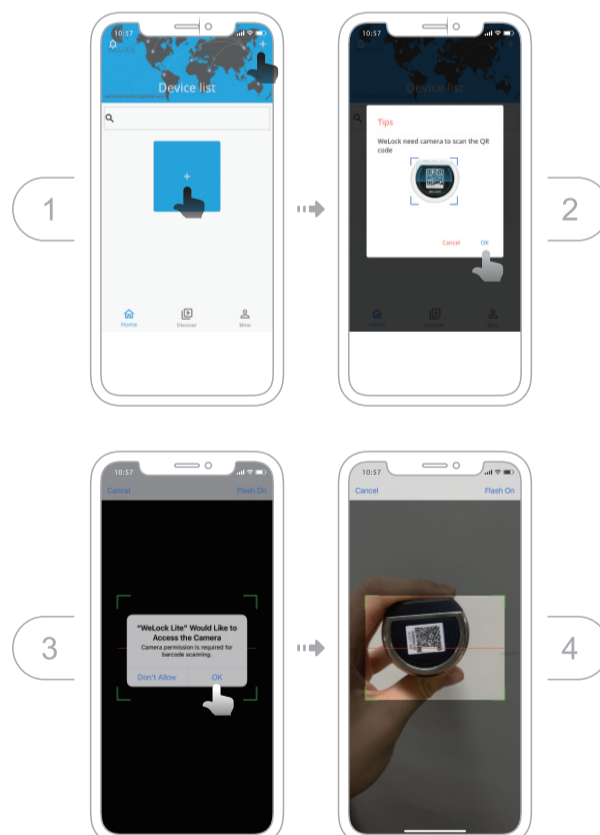 10:57
Device list
Home
Discover
Mine
1
10:57
Tips
WeLock need camera to scan the QR
code
Cancel
OK
2
10:57
Cancel
Flash On
"WeLock Lite" Would Like to
Access the Camera
Camera permission is required for
barcode scanning.
Don't Allow
OK
3
10:57
Cancel
Flash On
4